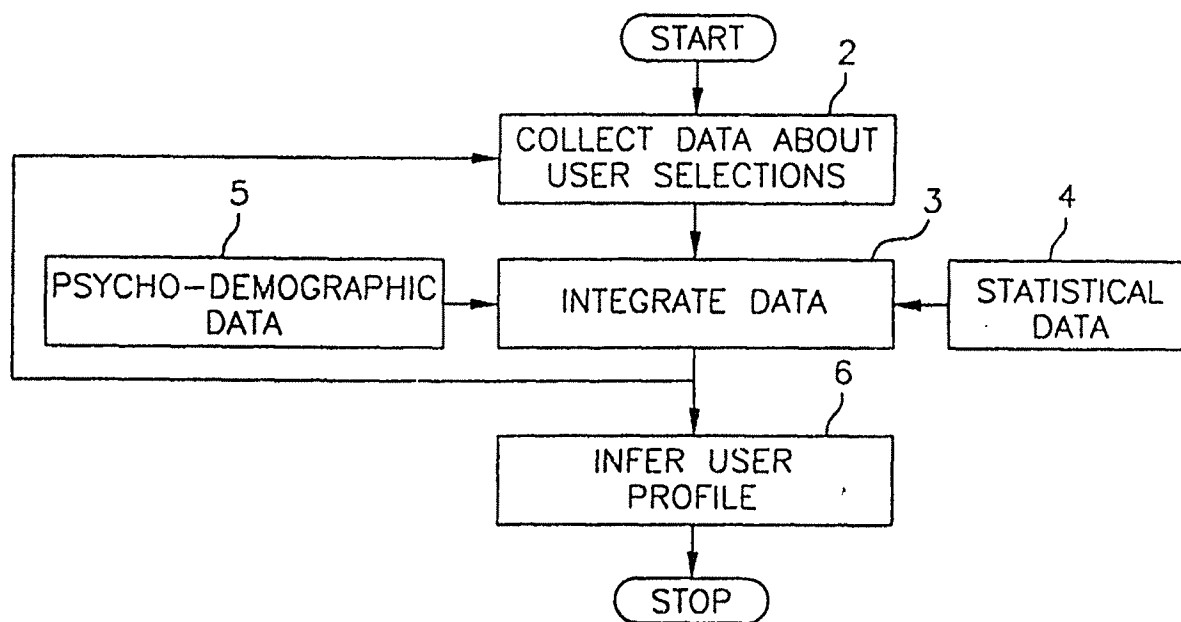 START
2
COLLECT DATA ABOUT
USER SELECTIONS
5
3
4
PSYCHO-DEMOGRAPHIC
DATA
INTEGRATE DATA
STATISTICAL
DATA
6
INFER USER
PROFILE
STOP